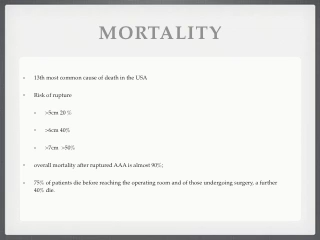 MORTALITY
13th most common cause of death in the USA
Risk of rupture
>5cm 20 %
>6cm 40%
>7cm >50%
overall mortality after ruptured AAA is almost 90%;
75% of patients die before reaching the operating room and of those undergoing surgery, a further
40% die.